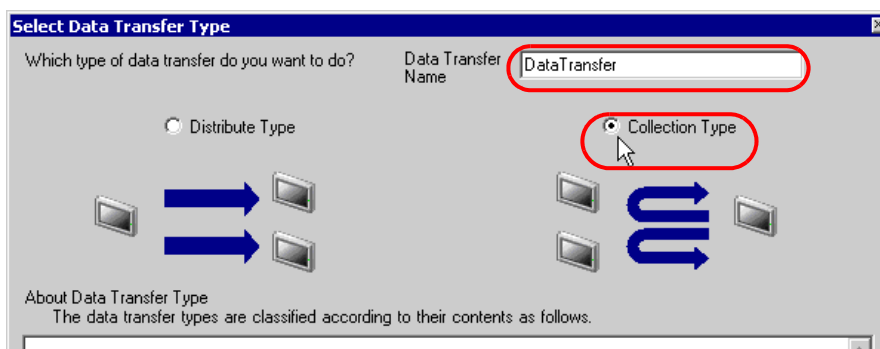 Select Data Transfer Type
Which type of data transfer do you want to do?
Data Transfer
Name
DataTransfer
Distribute Type
Collection Type
About Data Transfer Type
The data transfer types are classified according to their contents as follows.